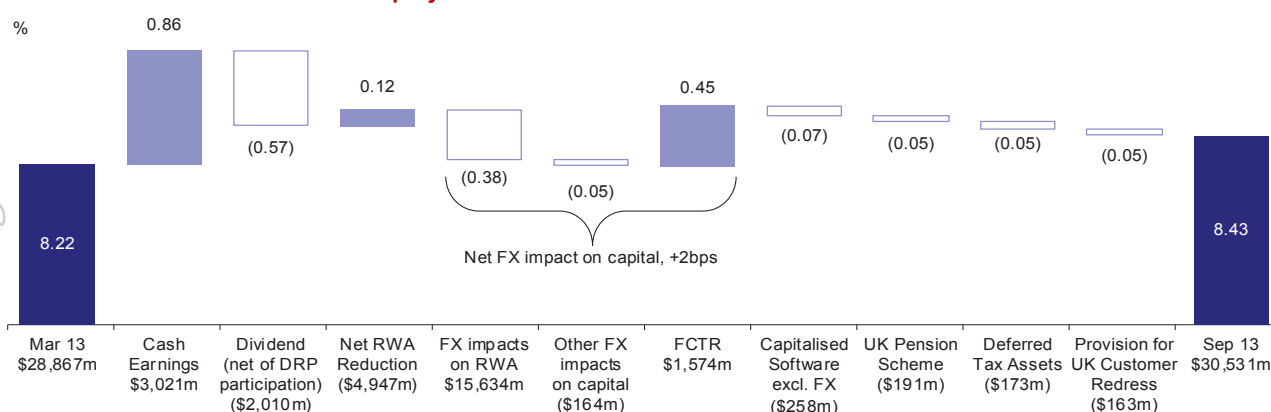 %
0.86
(0.57)
0.12
(0.38)
(0.05)
0.45
(0.07)
(0.05)
(0.05)
(0.05)
8.22
8.43
Net FX impact on capital, +2bps
Mar 13
$28,867m
Cash
Earnings
$3,021m
Dividend
(net of DRP
participation)
($2,010m)
Net RWA
Reduction
($4,947m)
FX impacts
on RWA
$15,634m
Other FX
impacts
on capital
($164m)
FCTR
$1,574m
Capitalised
Software
excl. FX
($258m)
UK Pension
Scheme
($191m)
Deferred
Tax Assets
($173m)
Provision for
UK Customer
Redress
($163m)
Sep 13
$30,531m